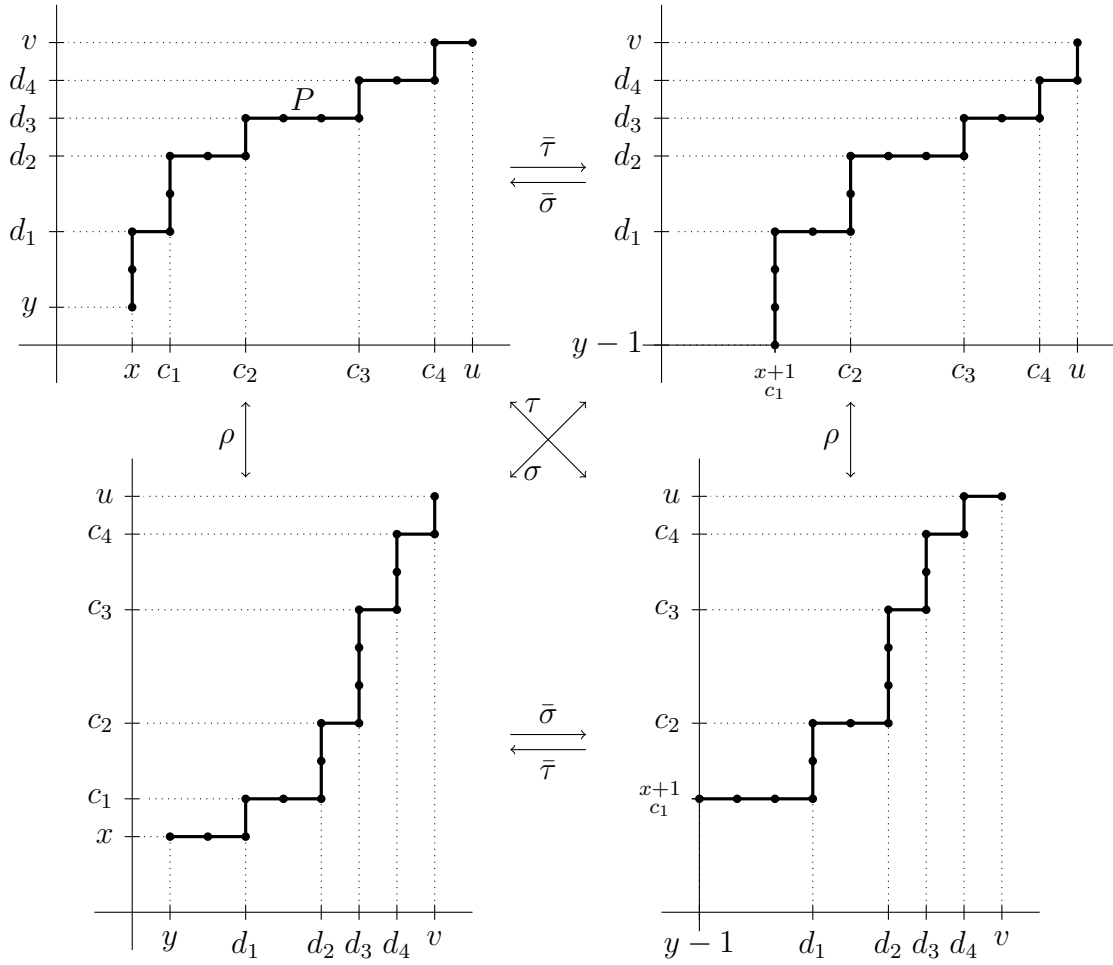 v
d₄
d₃
d₂
d₁
y
P
x c₁ c₂ c₃ c₄ u
τ̄
σ̄
v
d₄
d₃
d₂
d₁
y − 1
x+1
c₁
c₂ c₃ c₄ u
ρ
τ
σ
ρ
u
c₄
c₃
c₂
c₁
x
y d₁ d₂ d₃ d₄ v
σ̄
τ̄
u
c₄
c₃
c₂
x+1
c₁
y − 1 d₁ d₂ d₃ d₄ v